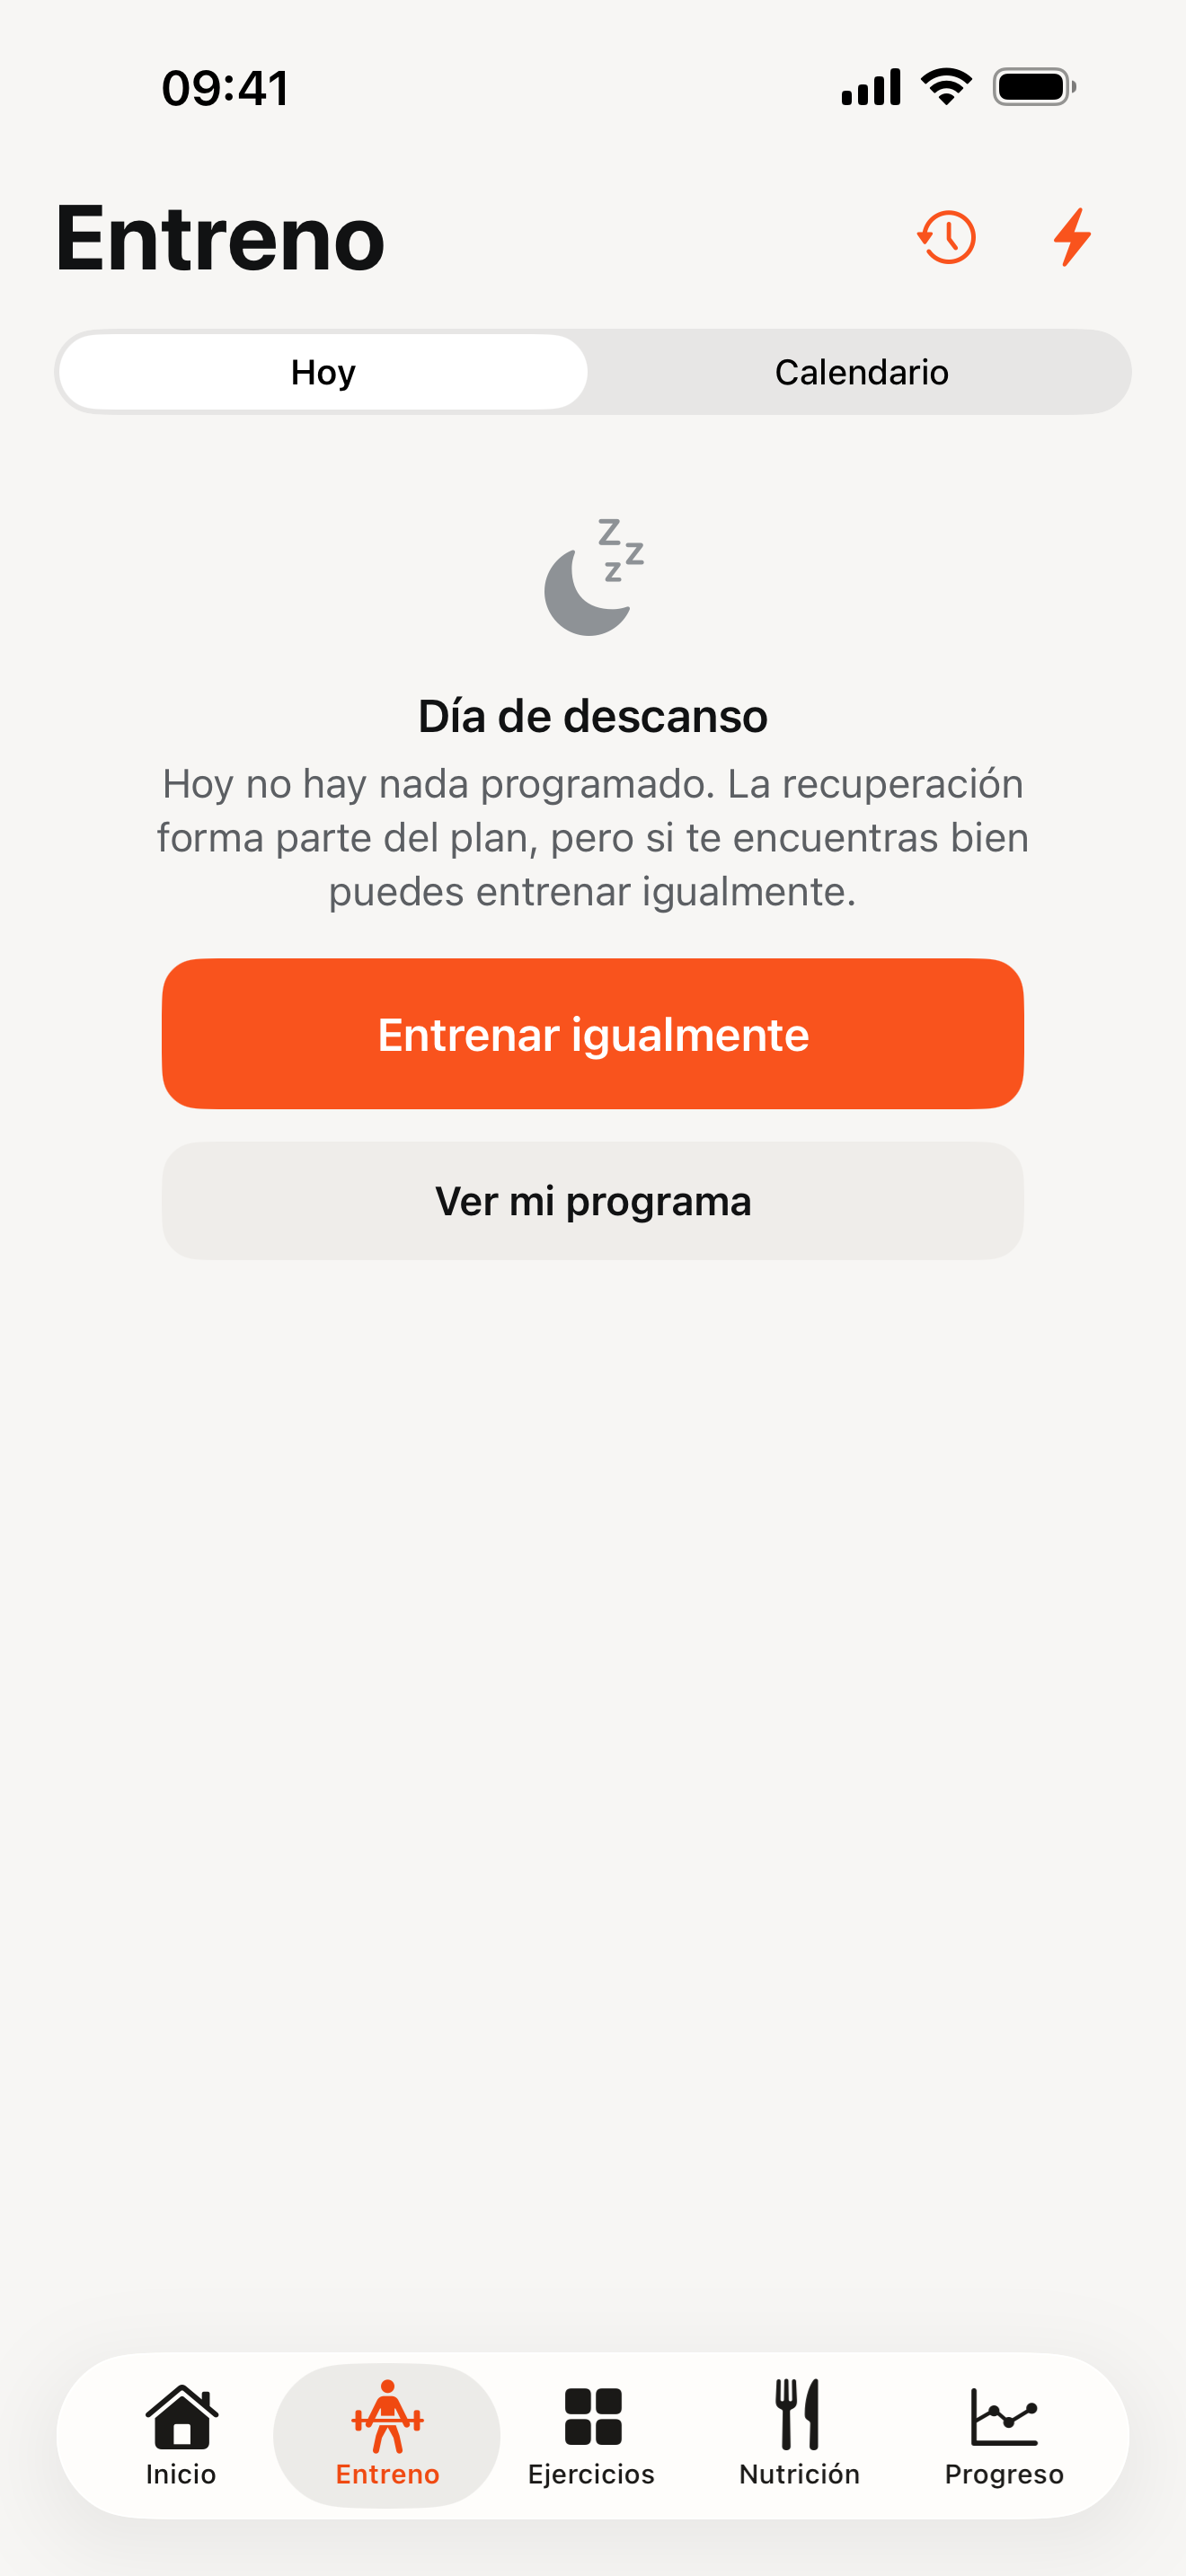 09:41
Entreno
Hoy
Calendario
z
z
z
Día de descanso
Hoy no hay nada programado. La recuperación
forma parte del plan, pero si te encuentras bien
puedes entrenar igualmente.
Entrenar igualmente
Ver mi programa
Inicio
Entreno
Ejercicios
Nutrición
Progreso